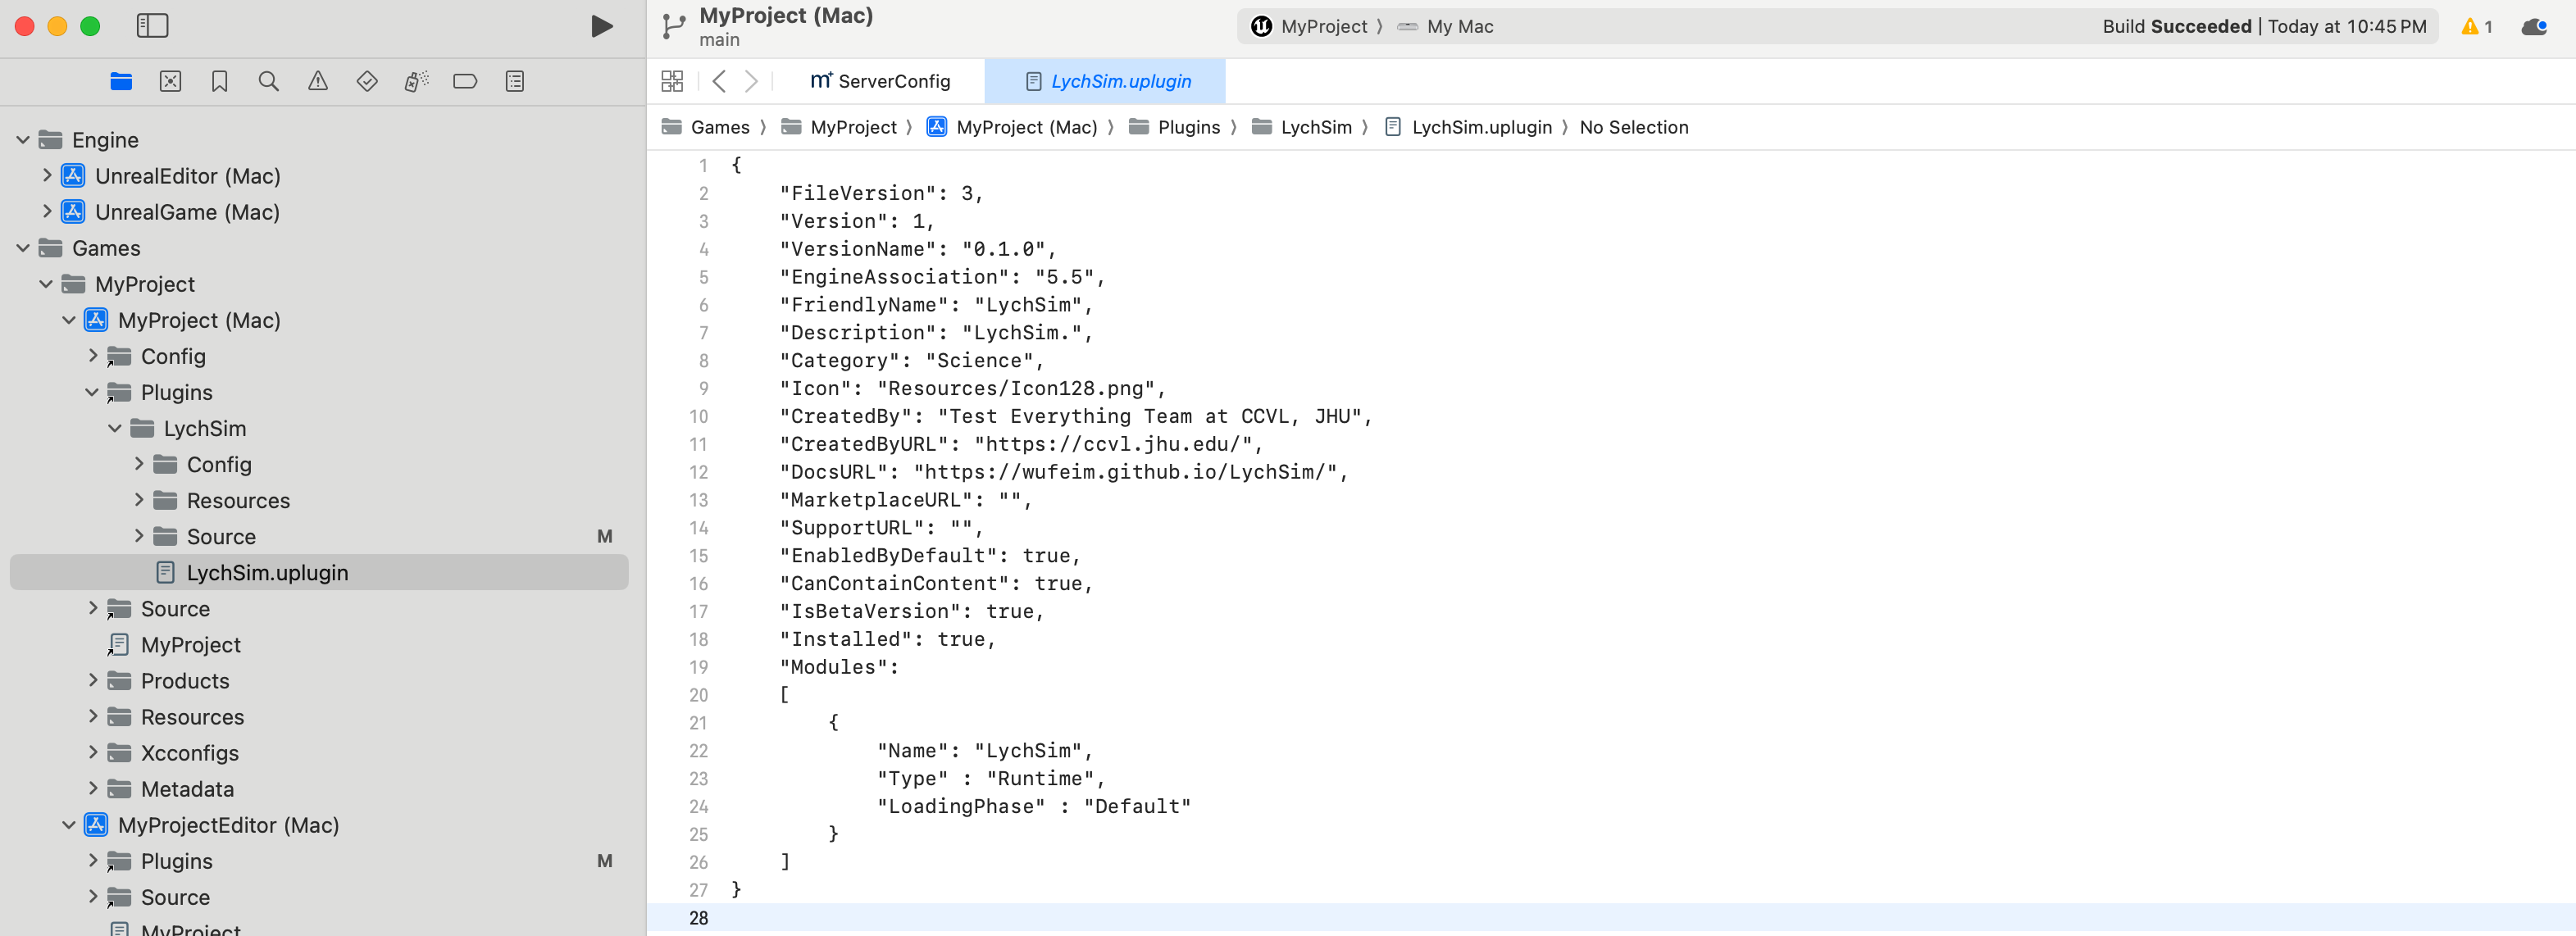 MyProject (Mac)
main
MyProject 〉 My Mac
Build Succeeded | Today at 10:45 PM
1
ServerConfig
LychSim.uplugin
Games 〉 MyProject 〉 MyProject (Mac) 〉 Plugins 〉 LychSim 〉 LychSim.uplugin 〉 No Selection
Engine
UnrealEditor (Mac)
UnrealGame (Mac)
Games
MyProject
MyProject (Mac)
Config
Plugins
LychSim
Config
Resources
Source M
LychSim.uplugin
Source
MyProject
Products
Resources
Xcconfigs
Metadata
MyProjectEditor (Mac)
Plugins M
Source
MyProject
1 {
2 "FileVersion": 3,
3 "Version": 1,
4 "VersionName": "0.1.0",
5 "EngineAssociation": "5.5",
6 "FriendlyName": "LychSim",
7 "Description": "LychSim.",
8 "Category": "Science",
9 "Icon": "Resources/Icon128.png",
10 "CreatedBy": "Test Everything Team at CCVL, JHU",
11 "CreatedByURL": "https://ccvl.jhu.edu/",
12 "DocsURL": "https://wufeim.github.io/LychSim/",
13 "MarketplaceURL": "",
14 "SupportURL": "",
15 "EnabledByDefault": true,
16 "CanContainContent": true,
17 "IsBetaVersion": true,
18 "Installed": true,
19 "Modules":
20 [
21 {
22 "Name": "LychSim",
23 "Type" : "Runtime",
24 "LoadingPhase" : "Default"
25 }
26 ]
27 }
28